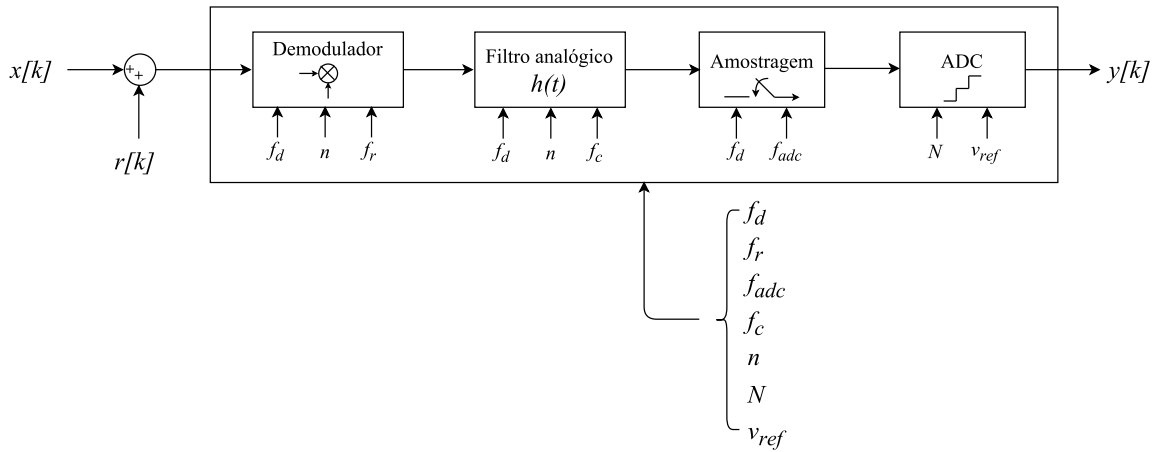 x[k]
+
+
r[k]
Demodulador
f_d
n
f_r
Filtro analógico
h(t)
f_d
n
f_c
Amostragem
f_d
f_adc
ADC
N
v_ref
y[k]
f_d
f_r
f_adc
f_c
n
N
v_ref